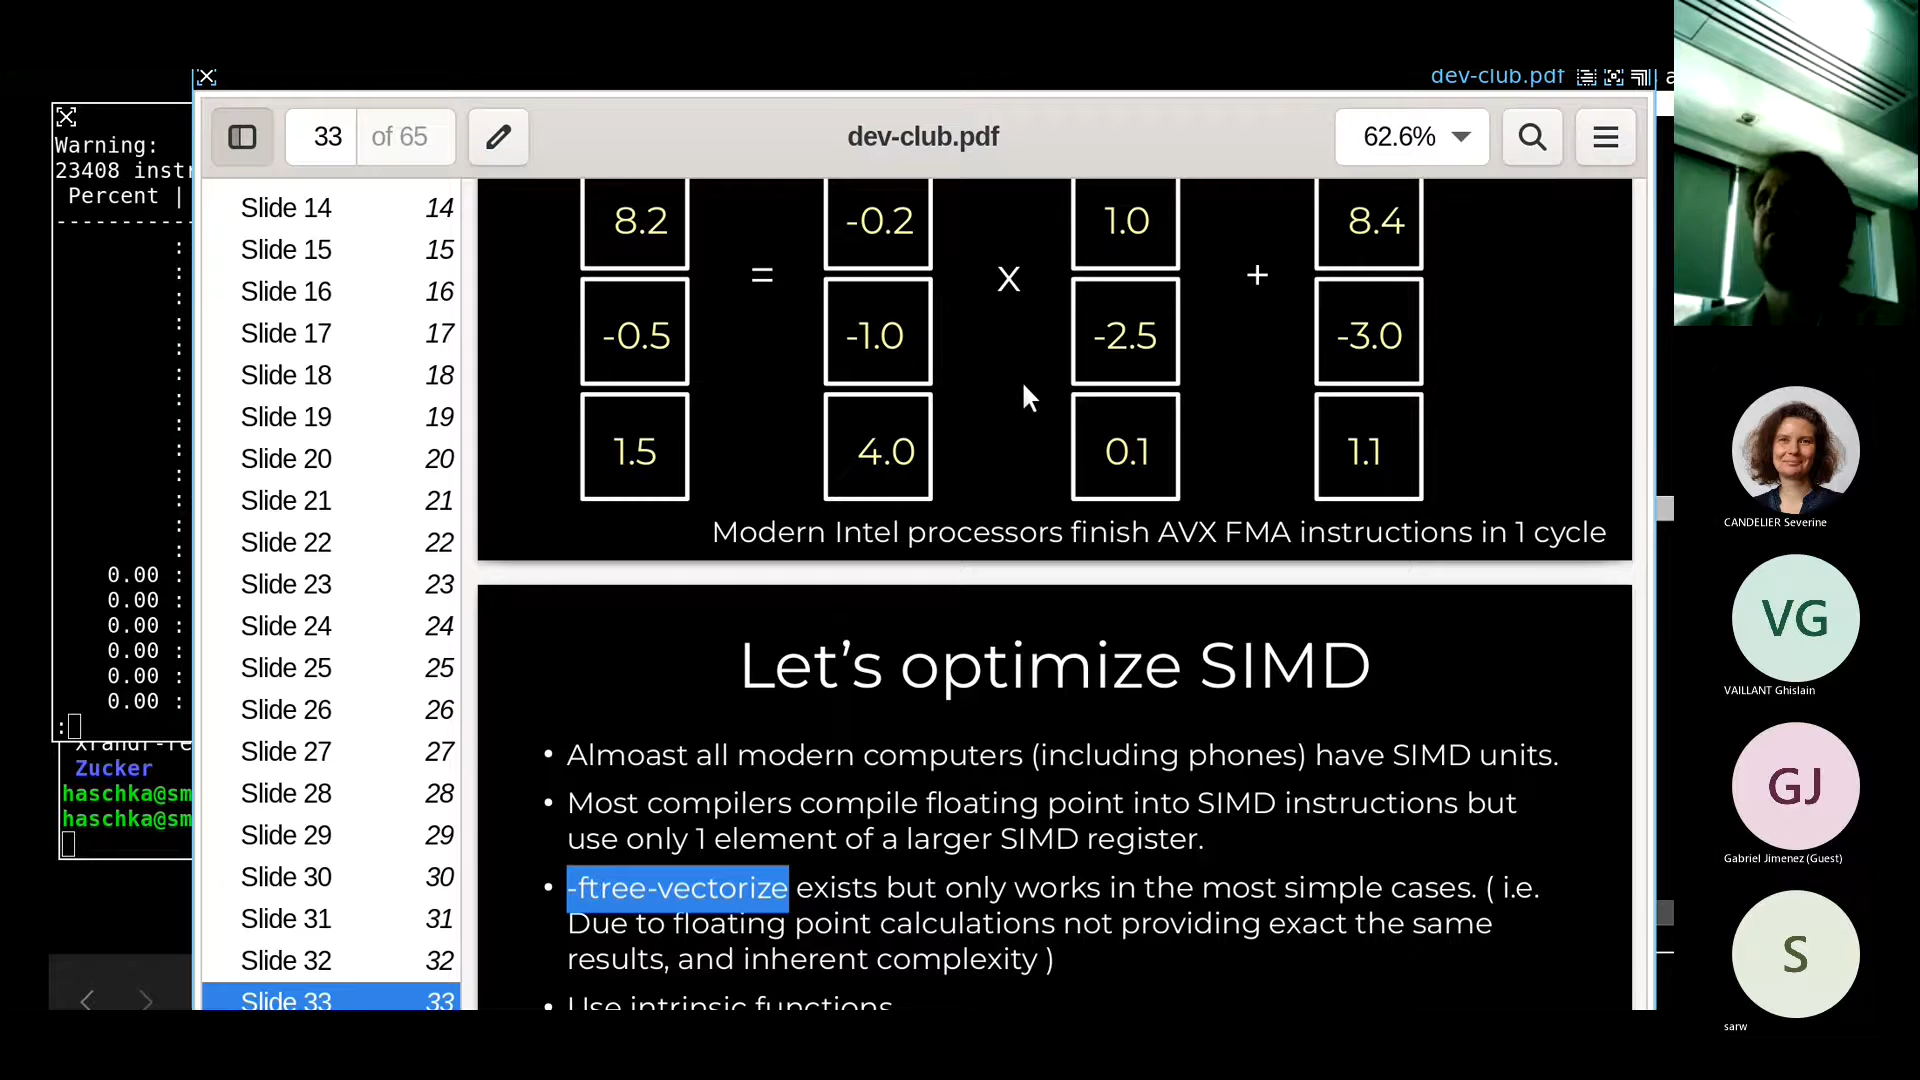 dev-club.pdf
Warning:
23408 instr
Percent |
33 of 65
dev-club.pdf
62.6%
Slide 14 14
Slide 15 15
Slide 16 16
Slide 17 17
Slide 18 18
Slide 19 19
Slide 20 20
Slide 21 21
Slide 22 22
Slide 23 23
Slide 24 24
Slide 25 25
Slide 26 26
Slide 27 27
Slide 28 28
Slide 29 29
Slide 30 30
Slide 31 31
Slide 32 32
Slide 33 33
8.2 -0.2 1.0 8.4
= x +
-0.5 -1.0 -2.5 -3.0
1.5 4.0 0.1 1.1
Modern Intel processors finish AVX FMA instructions in 1 cycle
Let’s optimize SIMD
• Almoast all modern computers (including phones) have SIMD units.
• Most compilers compile floating point into SIMD instructions but
use only 1 element of a larger SIMD register.
• -ftree-vectorize exists but only works in the most simple cases. ( i.e.
Due to floating point calculations not providing exact the same
results, and inherent complexity )
• Use intrinsic functions
0.00 :
0.00 :
0.00 :
0.00 :
0.00 :
0.00 :
:
xrandr-re
Zucker
haschka@sm
haschka@sm
CANDELIER Severine
VG
VAILLANT Ghislain
GJ
Gabriel Jimenez (Guest)
S
sarw